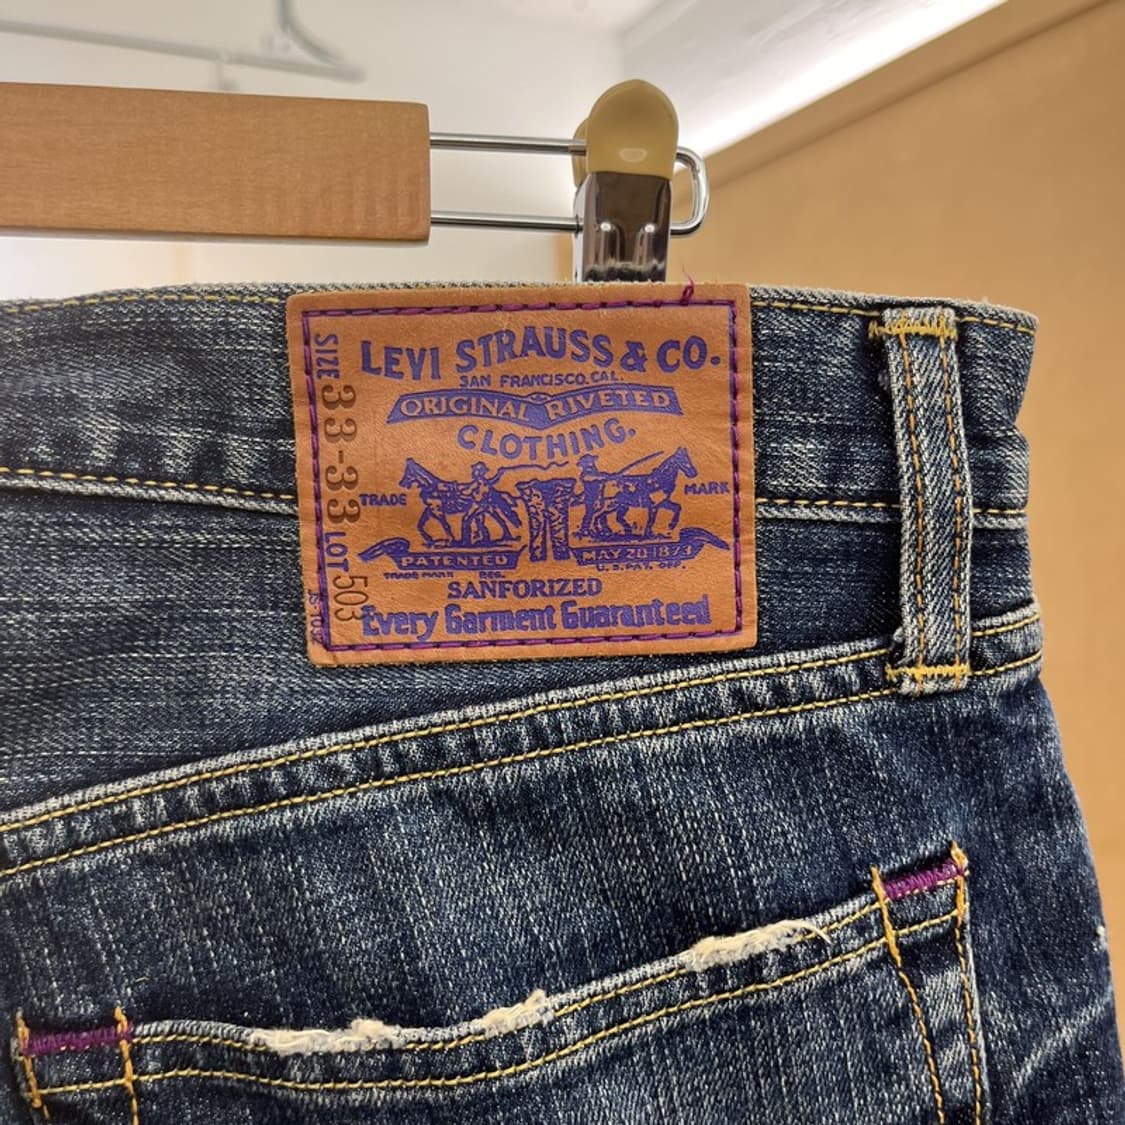 LEVI STRAUSS & CO.
SAN FRANCISCO, CAL.
ORIGINAL RIVETED
CLOTHING.
TRADE MARK
PATENTED MAY 20 1873
TRADE MARK REG. U.S. PAT. OFF.
SANFORIZED
Every Garment Guaranteed
SIZE 33-33 LOT 503